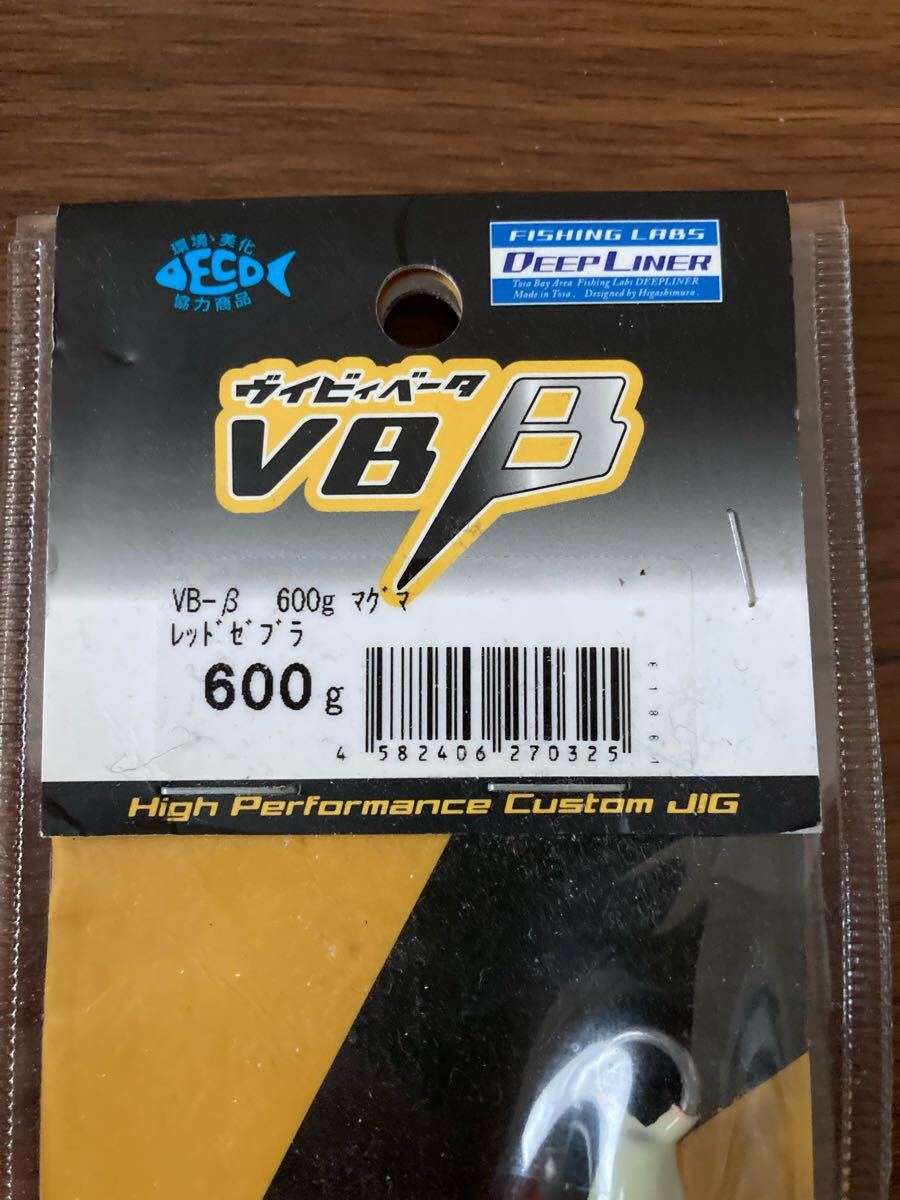 環境・美化
DECO
協力商品
FISHING LABS
DEEPLINER
Tosa Bay Area Fishing Labs DEEPLINER
Made in Tosa. Designed by Higashimura.
ヴイビィベータ
VB β
VB-β 600g ﾏｸﾞﾏ
ﾚｯﾄﾞｾﾞﾌﾞﾗ
600g
4 582406 270325
High Performance Custom JIG